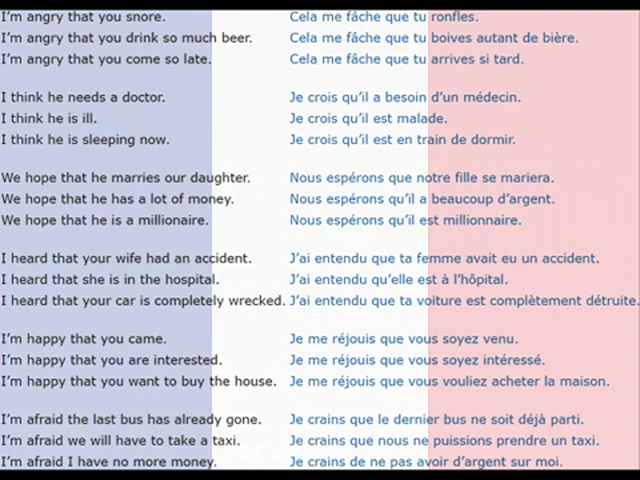 I'm angry that you snore. Cela me fâche que tu ronfles.
I'm angry that you drink so much beer. Cela me fâche que tu boives autant de bière.
I'm angry that you come so late. Cela me fâche que tu arrives si tard.
I think he needs a doctor. Je crois qu'il a besoin d'un médecin.
I think he is ill. Je crois qu'il est malade.
I think he is sleeping now. Je crois qu'il est en train de dormir.
We hope that he marries our daughter. Nous espérons que notre fille se mariera.
We hope that he has a lot of money. Nous espérons qu'il a beaucoup d'argent.
We hope that he is a millionaire. Nous espérons qu'il est millionnaire.
I heard that your wife had an accident. J'ai entendu que ta femme avait eu un accident.
I heard that she is in the hospital. J'ai entendu qu'elle est à l'hôpital.
I heard that your car is completely wrecked. J'ai entendu que ta voiture est complètement détruite.
I'm happy that you came. Je me réjouis que vous soyez venu.
I'm happy that you are interested. Je me réjouis que vous soyez intéressé.
I'm happy that you want to buy the house. Je me réjouis que vous vouliez acheter la maison.
I'm afraid the last bus has already gone. Je crains que le dernier bus ne soit déjà parti.
I'm afraid we will have to take a taxi. Je crains que nous ne puissions prendre un taxi.
I'm afraid I have no more money. Je crains de ne pas avoir d'argent sur moi.